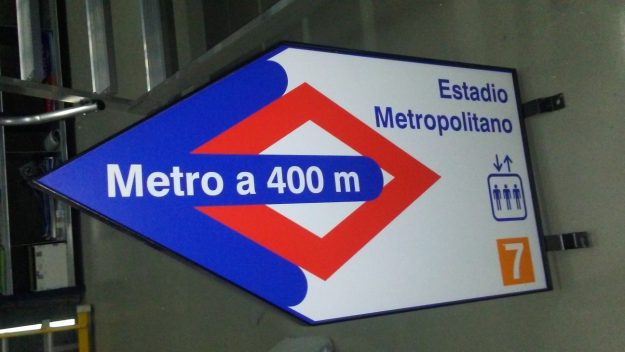 Estadio
Metropolitano
Metro a 400 m
7